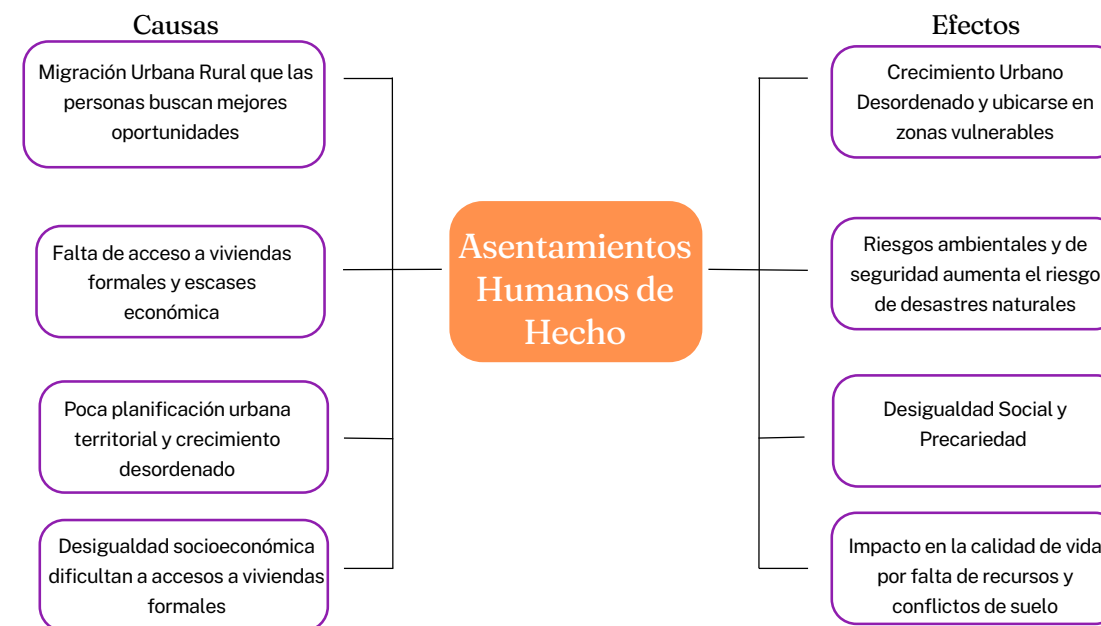 Causas
Migración Urbana Rural que las
personas buscan mejores
oportunidades
Falta de acceso a viviendas
formales y escases
económica
Poca planificación urbana
territorial y crecimiento
desordenado
Desigualdad socioeconómica
dificultan a accesos a viviendas
formales
Asentamientos
Humanos de
Hecho
Efectos
Crecimiento Urbano
Desordenado y ubicarse en
zonas vulnerables
Riesgos ambientales y de
seguridad aumenta el riesgo
de desastres naturales
Desigualdad Social y
Precariedad
Impacto en la calidad de vida
por falta de recursos y
conflictos de suelo